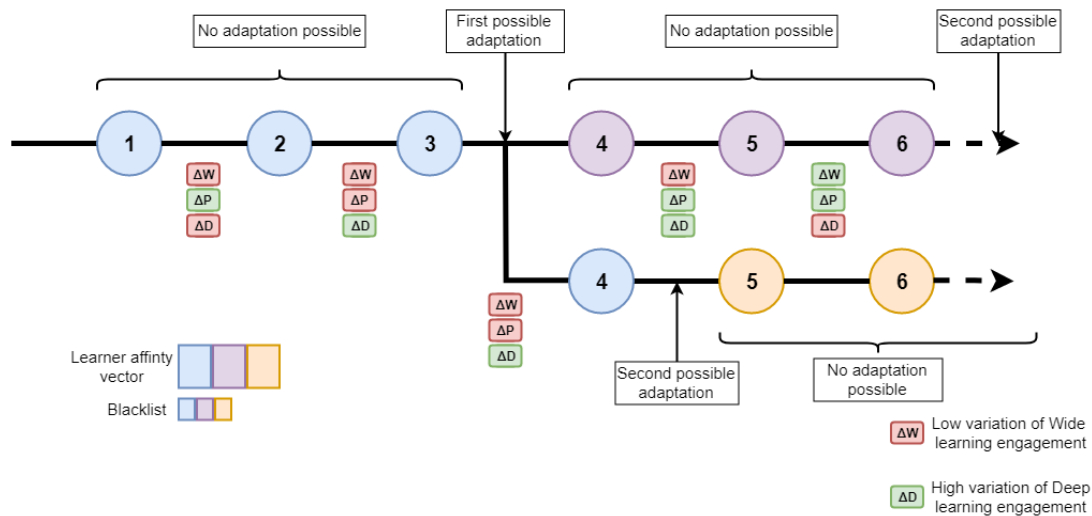 No adaptation possible
First possible
adaptation
No adaptation possible
Second possible
adaptation
1
2
3
4
5
6
ΔW
ΔP
ΔD
ΔW
ΔP
ΔD
ΔW
ΔP
ΔD
ΔW
ΔP
ΔD
4
5
6
ΔW
ΔP
ΔD
Learner affinty
vector
Blacklist
Second possible
adaptation
No adaptation
possible
ΔW
Low variation of Wide
learning engagement
ΔD
High variation of Deep
learning engagement